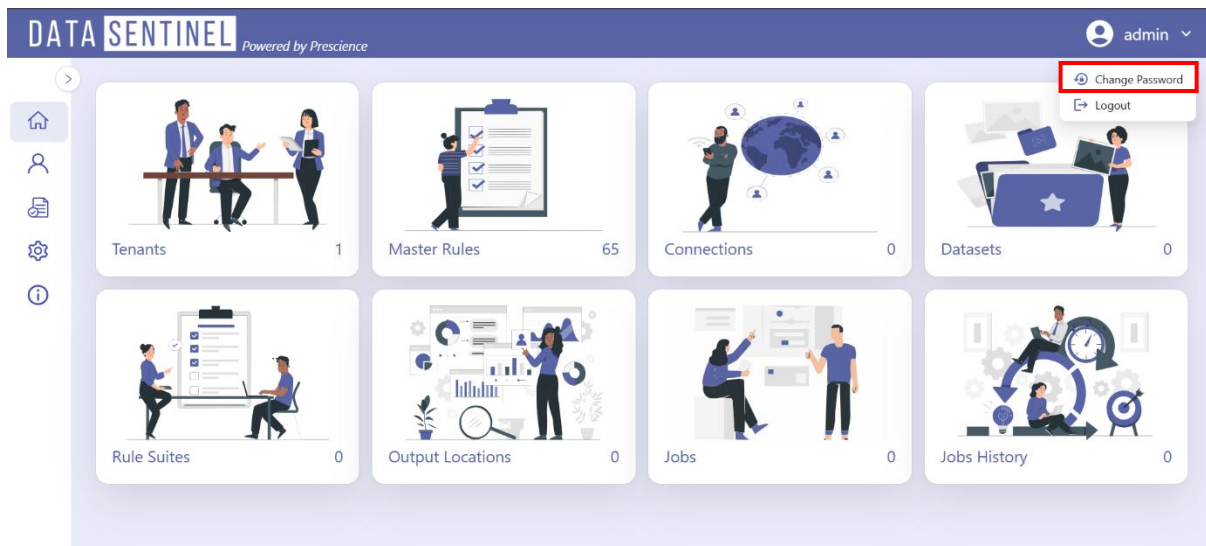 DATA SENTINEL Powered by Prescience
admin
Change Password
Logout
Tenants 1
Master Rules 65
Connections 0
Datasets 0
Rule Suites 0
Output Locations 0
Jobs 0
Jobs History 0